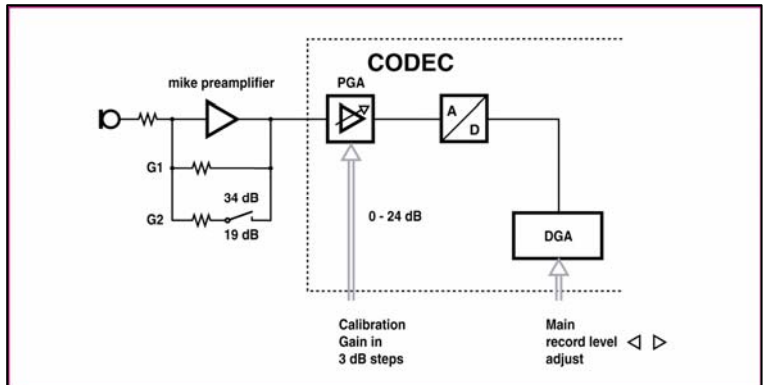 CODEC
mike preamplifier
PGA
A
D
G1
34 dB
G2
19 dB
0 - 24 dB
DGA
Calibration
Gain in
3 dB steps
Main
record level
adjust